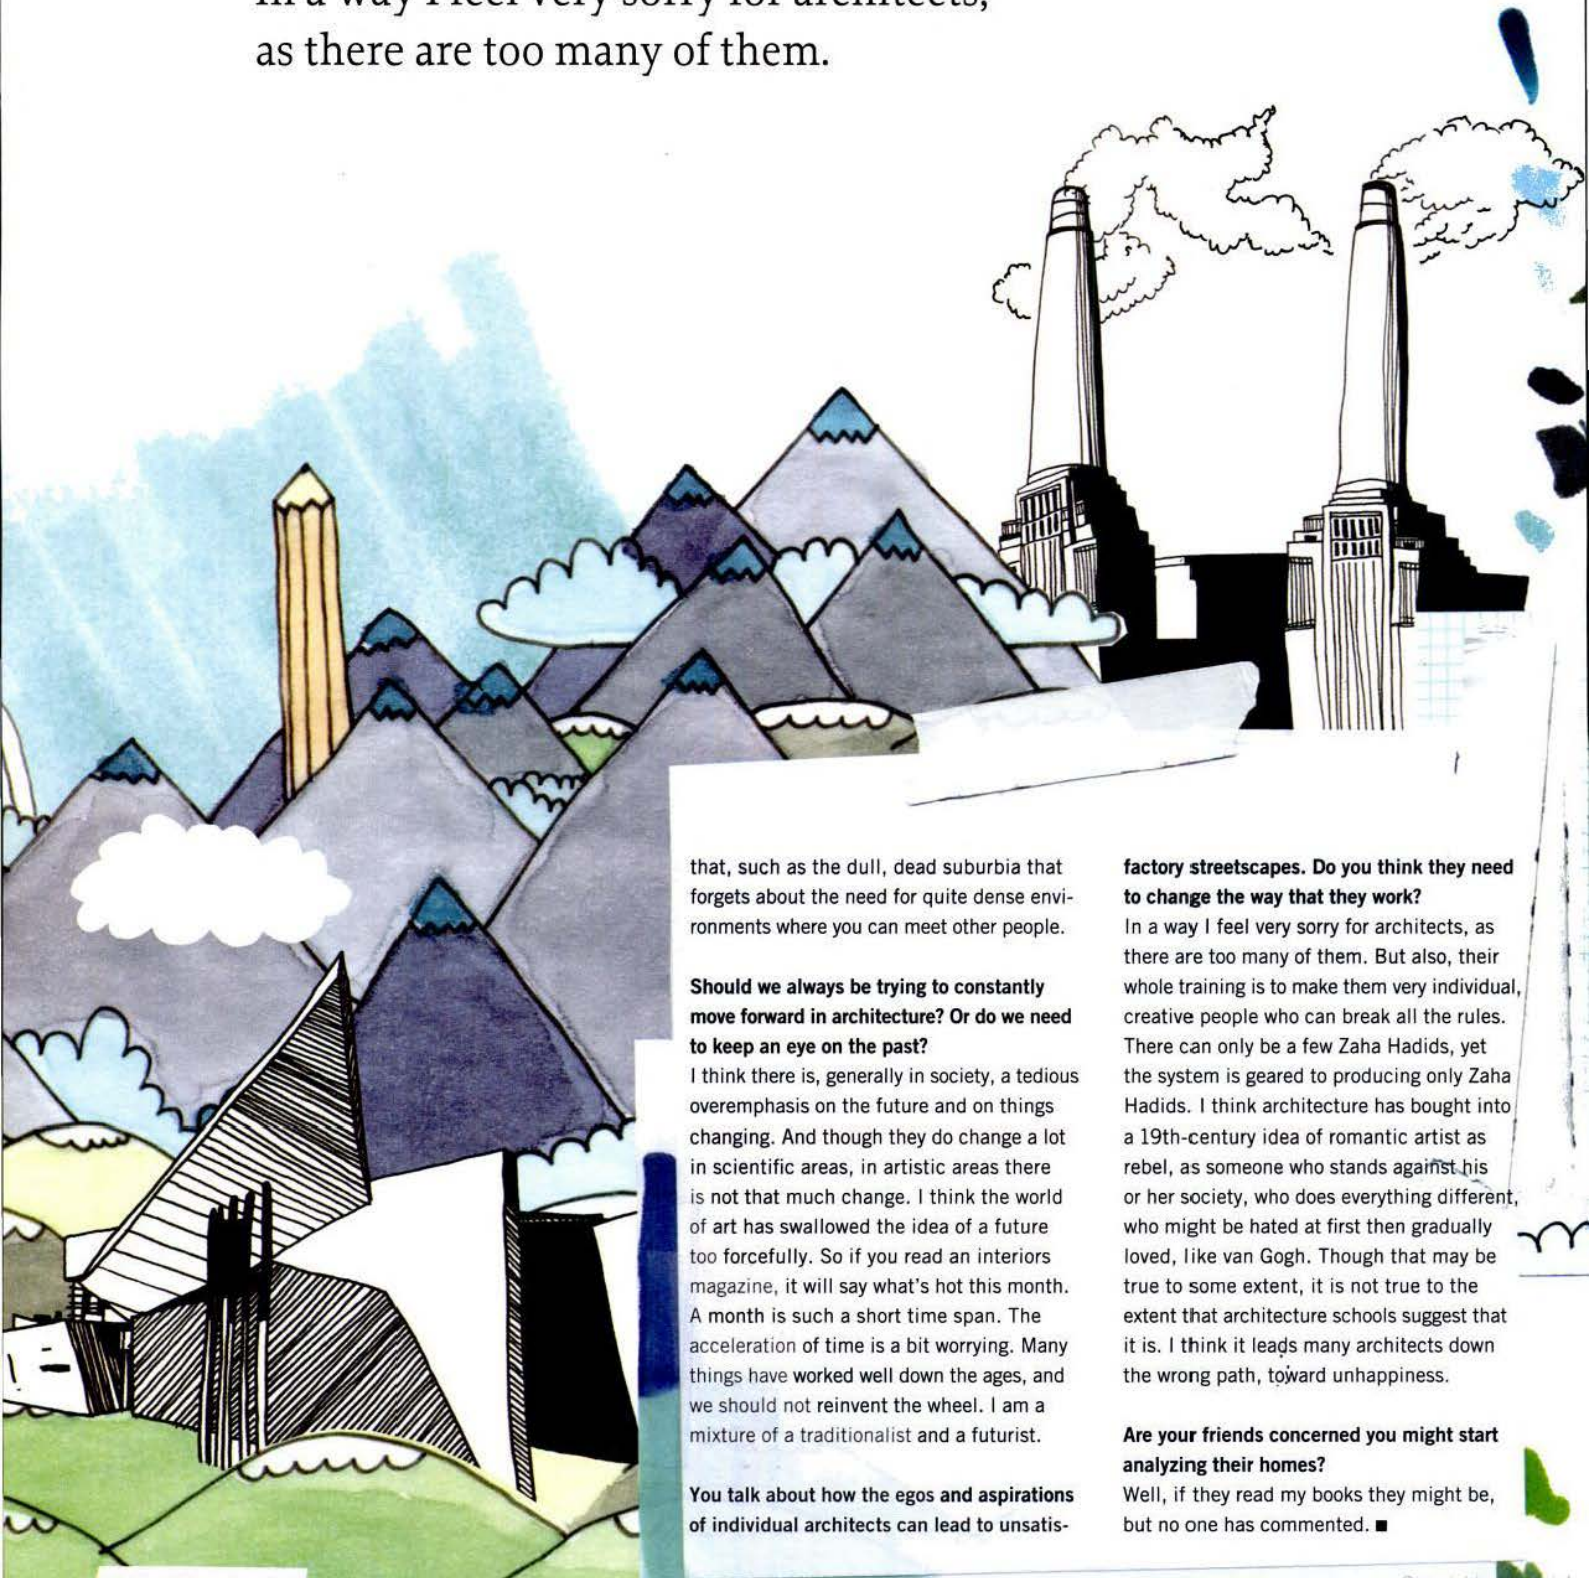 In a way I feel very sorry for architects,
as there are too many of them.
that, such as the dull, dead suburbia that
forgets about the need for quite dense envi-
ronments where you can meet other people.
Should we always be trying to constantly
move forward in architecture? Or do we need
to keep an eye on the past?
I think there is, generally in society, a tedious
overemphasis on the future and on things
changing. And though they do change a lot
in scientific areas, in artistic areas there
is not that much change. I think the world
of art has swallowed the idea of a future
too forcefully. So if you read an interiors
magazine, it will say what's hot this month.
A month is such a short time span. The
acceleration of time is a bit worrying. Many
things have worked well down the ages, and
we should not reinvent the wheel. I am a
mixture of a traditionalist and a futurist.
You talk about how the egos and aspirations
of individual architects can lead to unsatis-
factory streetscapes. Do you think they need
to change the way that they work?
In a way I feel very sorry for architects, as
there are too many of them. But also, their
whole training is to make them very individual,
creative people who can break all the rules.
There can only be a few Zaha Hadids, yet
the system is geared to producing only Zaha
Hadids. I think architecture has bought into
a 19th-century idea of romantic artist as
rebel, as someone who stands against his
or her society, who does everything different,
who might be hated at first then gradually
loved, like van Gogh. Though that may be
true to some extent, it is not true to the
extent that architecture schools suggest that
it is. I think it leads many architects down
the wrong path, toward unhappiness.
Are your friends concerned you might start
analyzing their homes?
Well, if they read my books they might be,
but no one has commented. ■